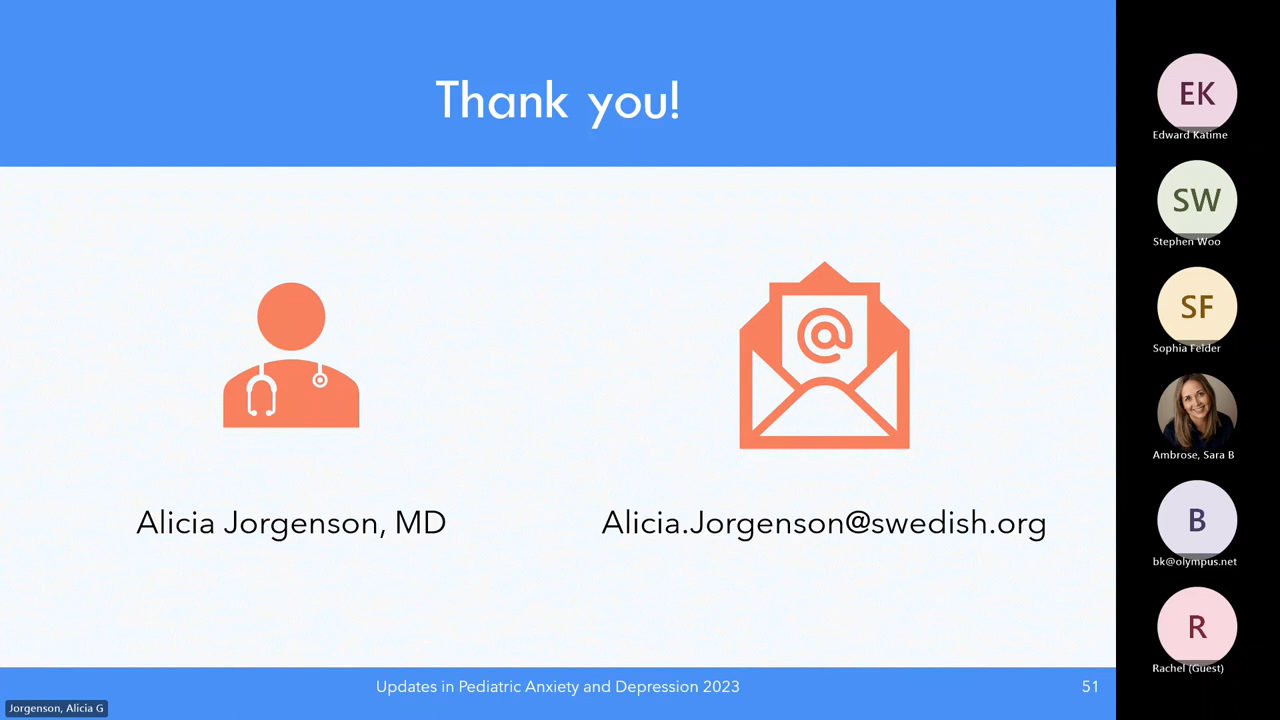 Thank you!
Alicia Jorgenson, MD
Alicia.Jorgenson@swedish.org
Updates in Pediatric Anxiety and Depression 2023
51
Jorgenson, Alicia G
EK
Edward Katime
SW
Stephen Woo
SF
Sophia Felder
Ambrose, Sara B
B
bk@olympus.net
R
Rachel (Guest)